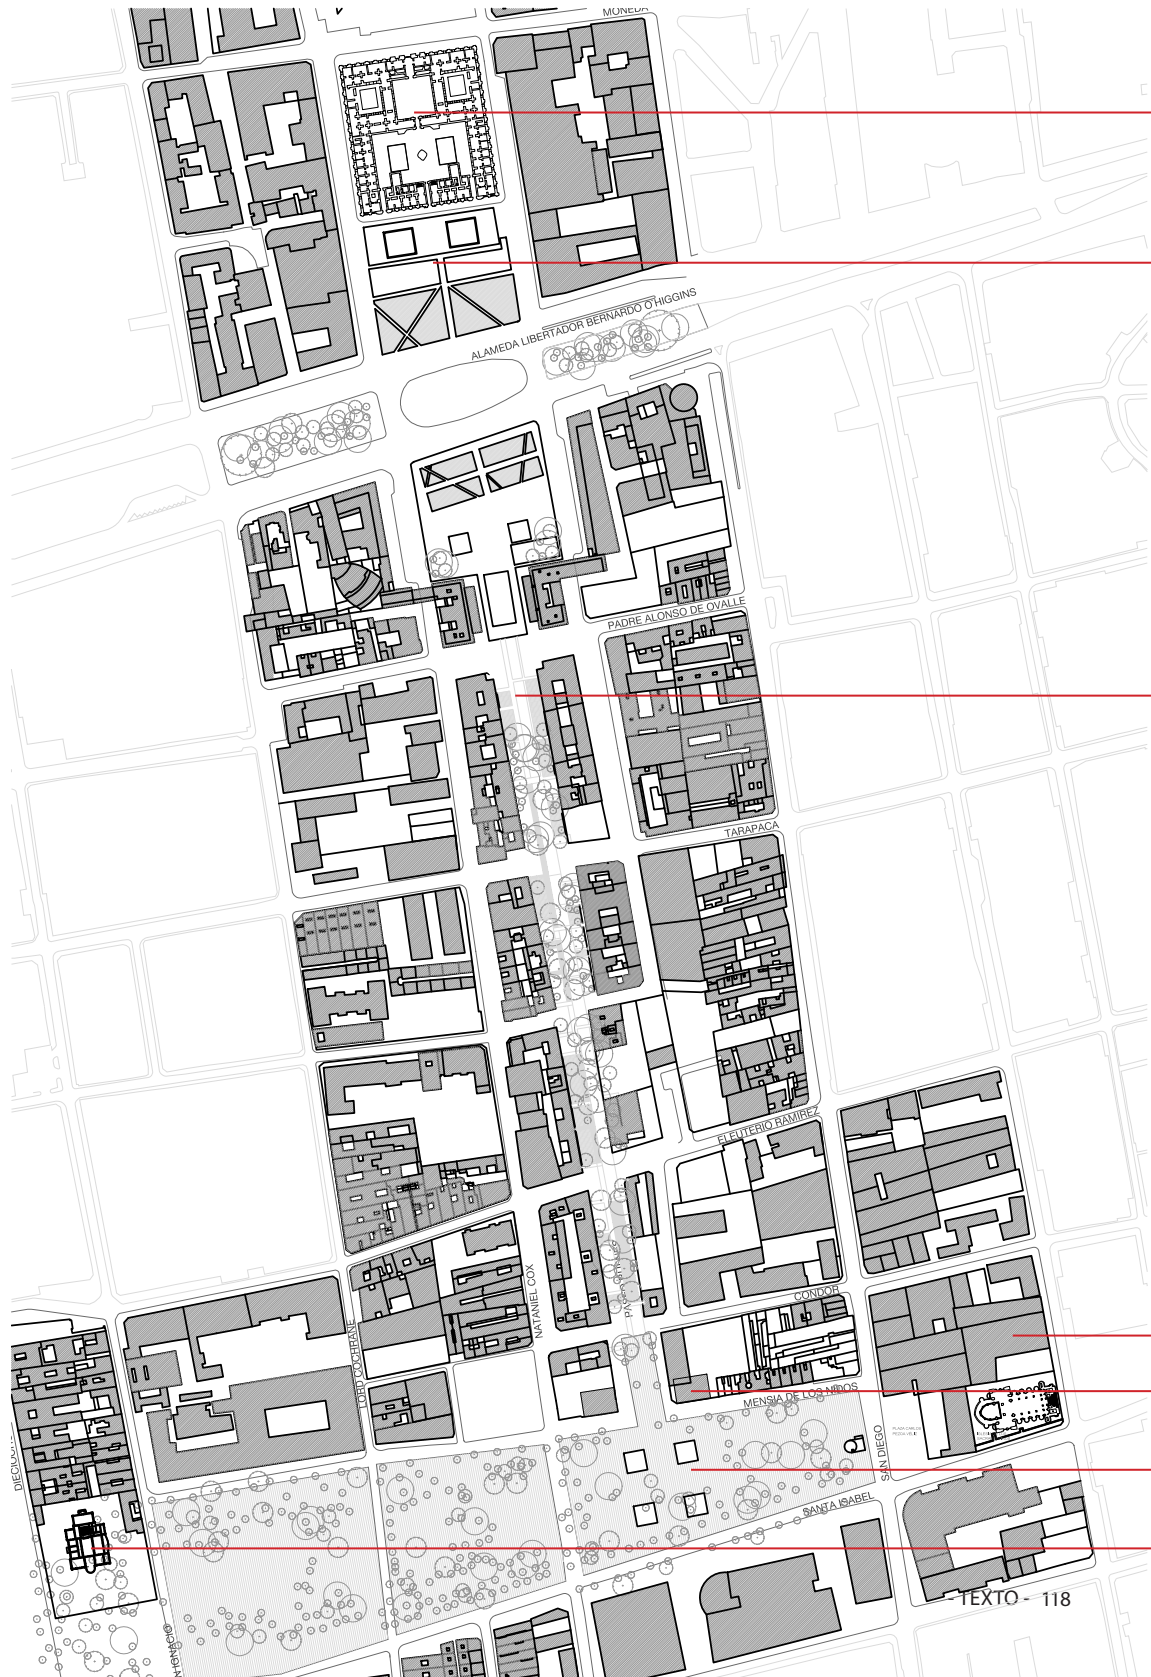 MONEDA
ALAMEDA LIBERTADOR BERNARDO O'HIGGINS
PADRE ALONSO DE OVALLE
TARAPACA
ELEUTERIO RAMIREZ
CONDOR
NATANIEL COX
LORD COCHRANE
MENSIA DE LOS NIDOS
SAN DIEGO
SANTA ISABEL
- TEXTO - 118